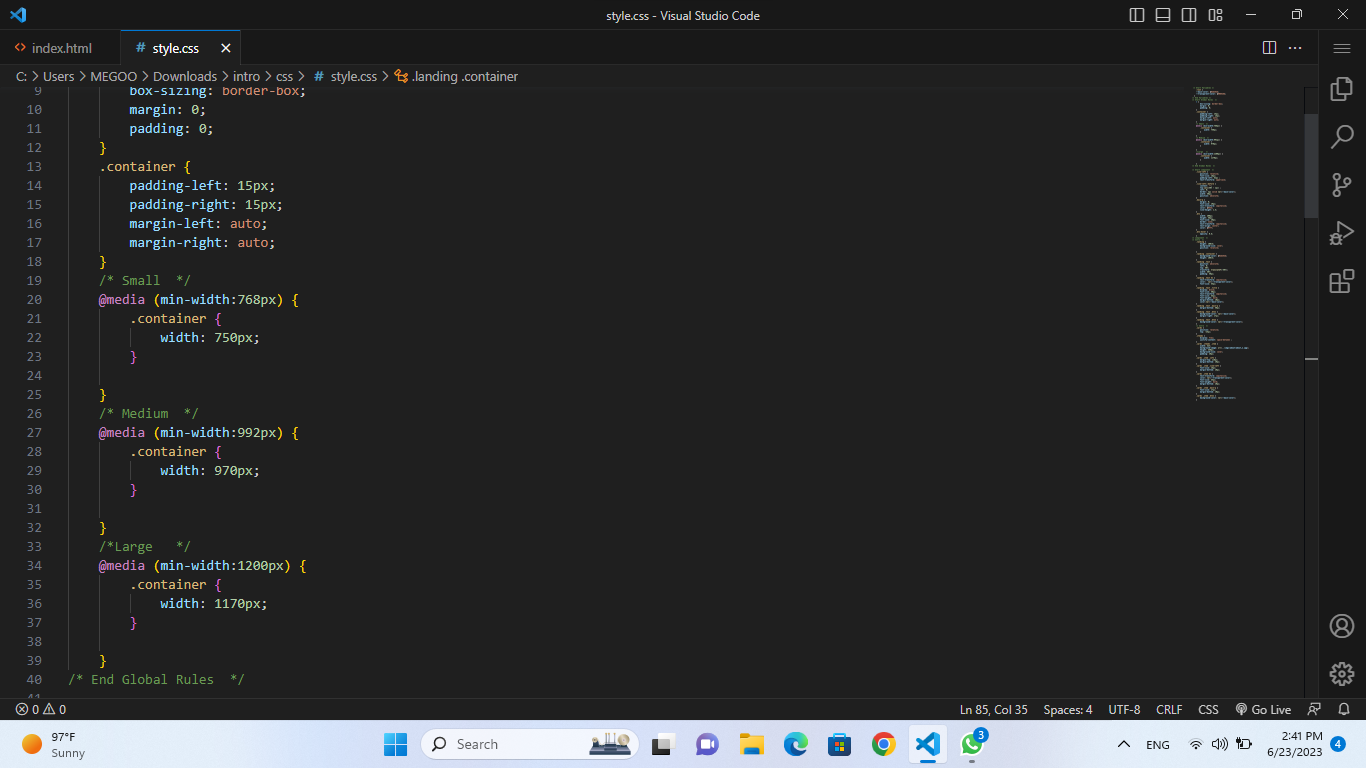 style.css - Visual Studio Code
index.html
# style.css
C: > Users > MEGOO > Downloads > intro > css > # style.css > .landing .container
9 box-sizing: border-box;
10 margin: 0;
11 padding: 0;
12 }
13 .container {
14 padding-left: 15px;
15 padding-right: 15px;
16 margin-left: auto;
17 margin-right: auto;
18 }
19 /* Small  */
20 @media (min-width:768px) {
21 .container {
22 width: 750px;
23 }
24
25 }
26 /* Medium  */
27 @media (min-width:992px) {
28 .container {
29 width: 970px;
30 }
31
32 }
33 /*Large   */
34 @media (min-width:1200px) {
35 .container {
36 width: 1170px;
37 }
38
39 }
40 /* End Global Rules  */
41
0 0 Ln 85, Col 35 Spaces: 4 UTF-8 CRLF CSS Go Live
97°F
Sunny
Search
3
ENG
2:41 PM
6/23/2023
4